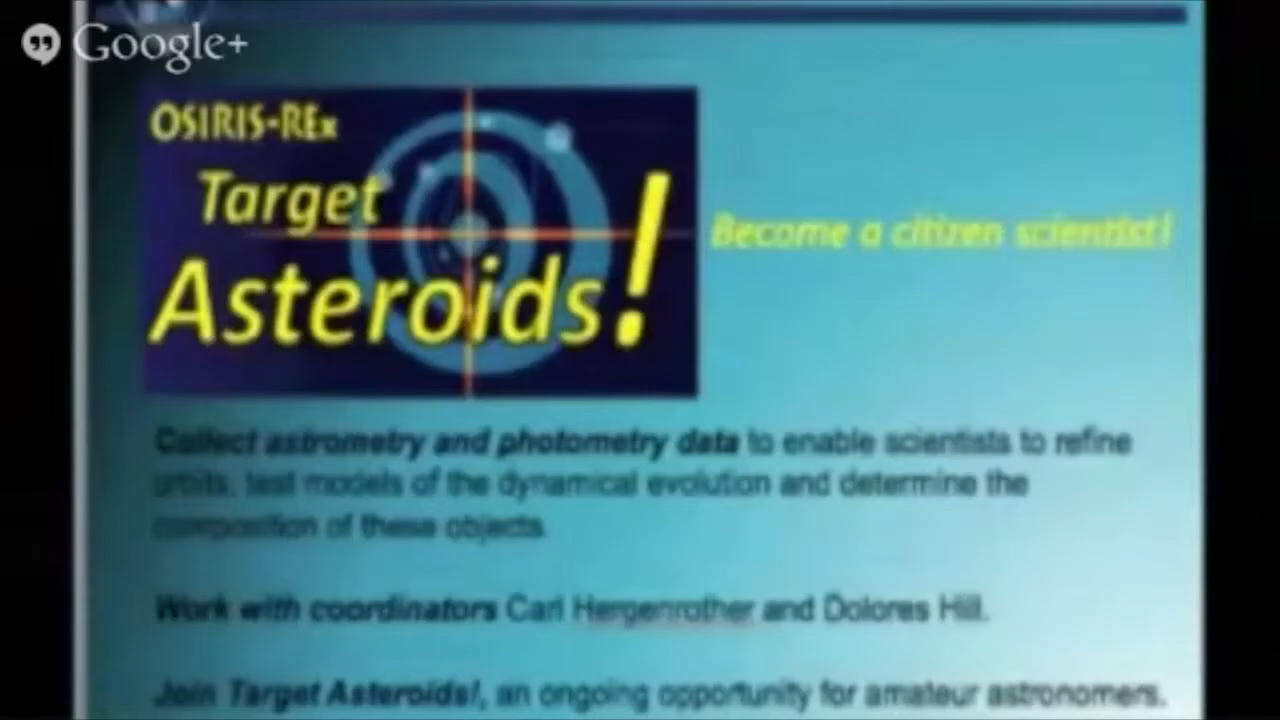 Google+
OSIRIS-REx
Target
Asteroids!
Become a citizen scientist!
Collect astrometry and photometry data to enable scientists to refine
orbits, test models of the dynamical evolution and determine the
composition of these objects.
Work with coordinators Carl Hergenrother and Dolores Hill.
Join Target Asteroids!, an ongoing opportunity for amateur astronomers.